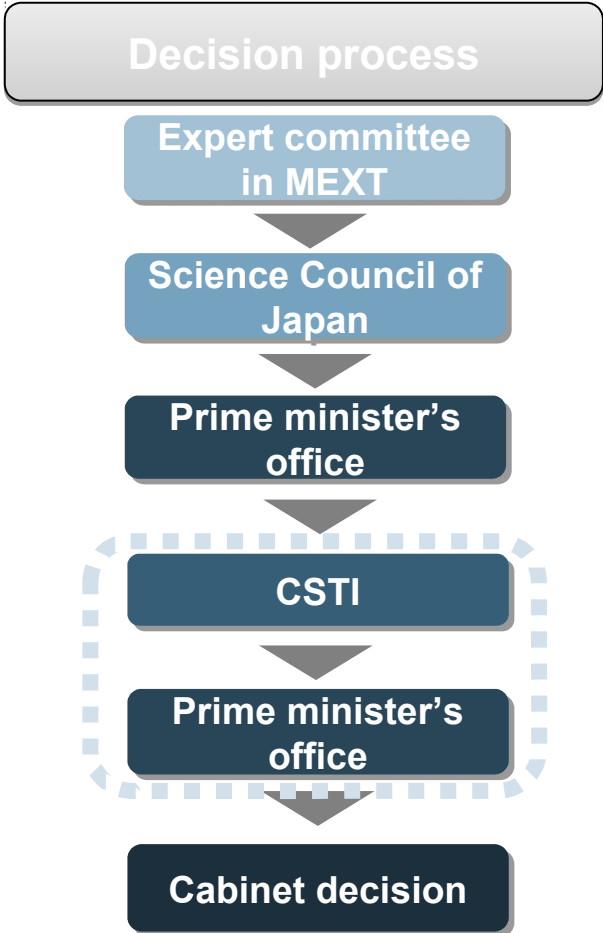 Decision process
Expert committee
in MEXT
Science Council of
Japan
Prime minister’s
office
CSTI
Prime minister’s
office
Cabinet decision